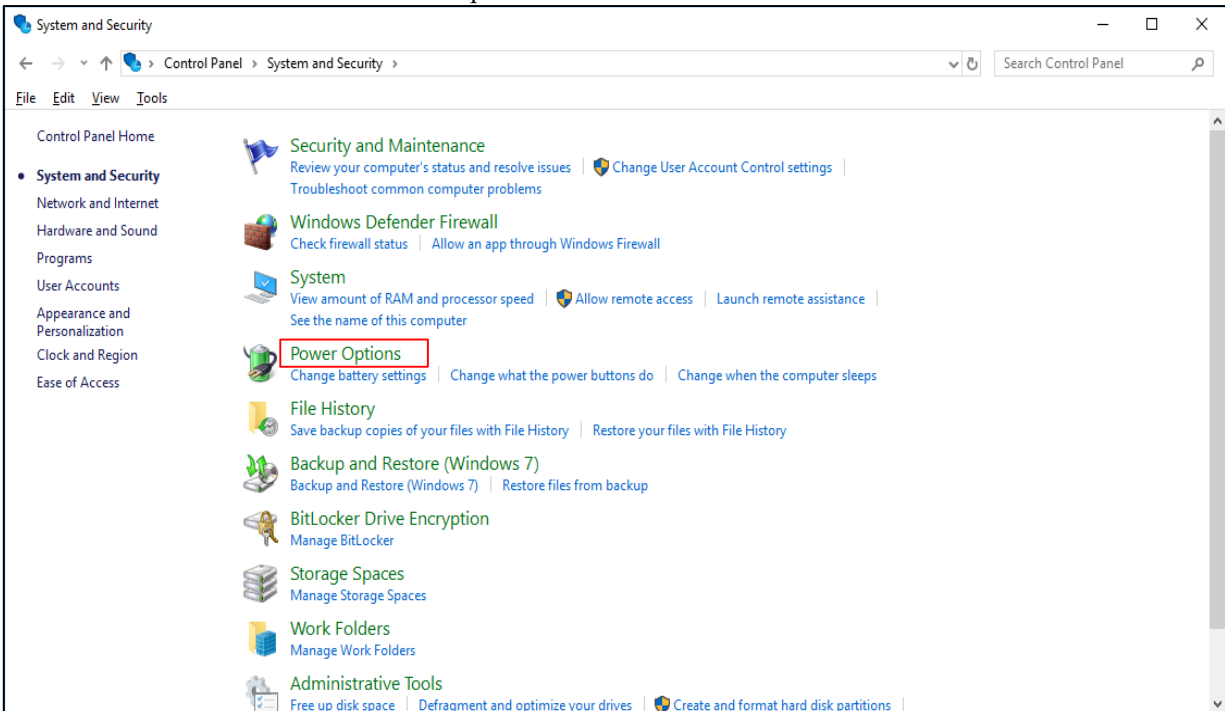 System and Security
Control Panel > System and Security >
Search Control Panel
File Edit View Tools
Control Panel Home
System and Security
Network and Internet
Hardware and Sound
Programs
User Accounts
Appearance and
Personalization
Clock and Region
Ease of Access
Security and Maintenance
Review your computer's status and resolve issues | Change User Account Control settings |
Troubleshoot common computer problems
Windows Defender Firewall
Check firewall status | Allow an app through Windows Firewall
System
View amount of RAM and processor speed | Allow remote access | Launch remote assistance |
See the name of this computer
Power Options
Change battery settings | Change what the power buttons do | Change when the computer sleeps
File History
Save backup copies of your files with File History | Restore your files with File History
Backup and Restore (Windows 7)
Backup and Restore (Windows 7) | Restore files from backup
BitLocker Drive Encryption
Manage BitLocker
Storage Spaces
Manage Storage Spaces
Work Folders
Manage Work Folders
Administrative Tools
Free up disk space | Defragment and optimize your drives | Create and format hard disk partitions |